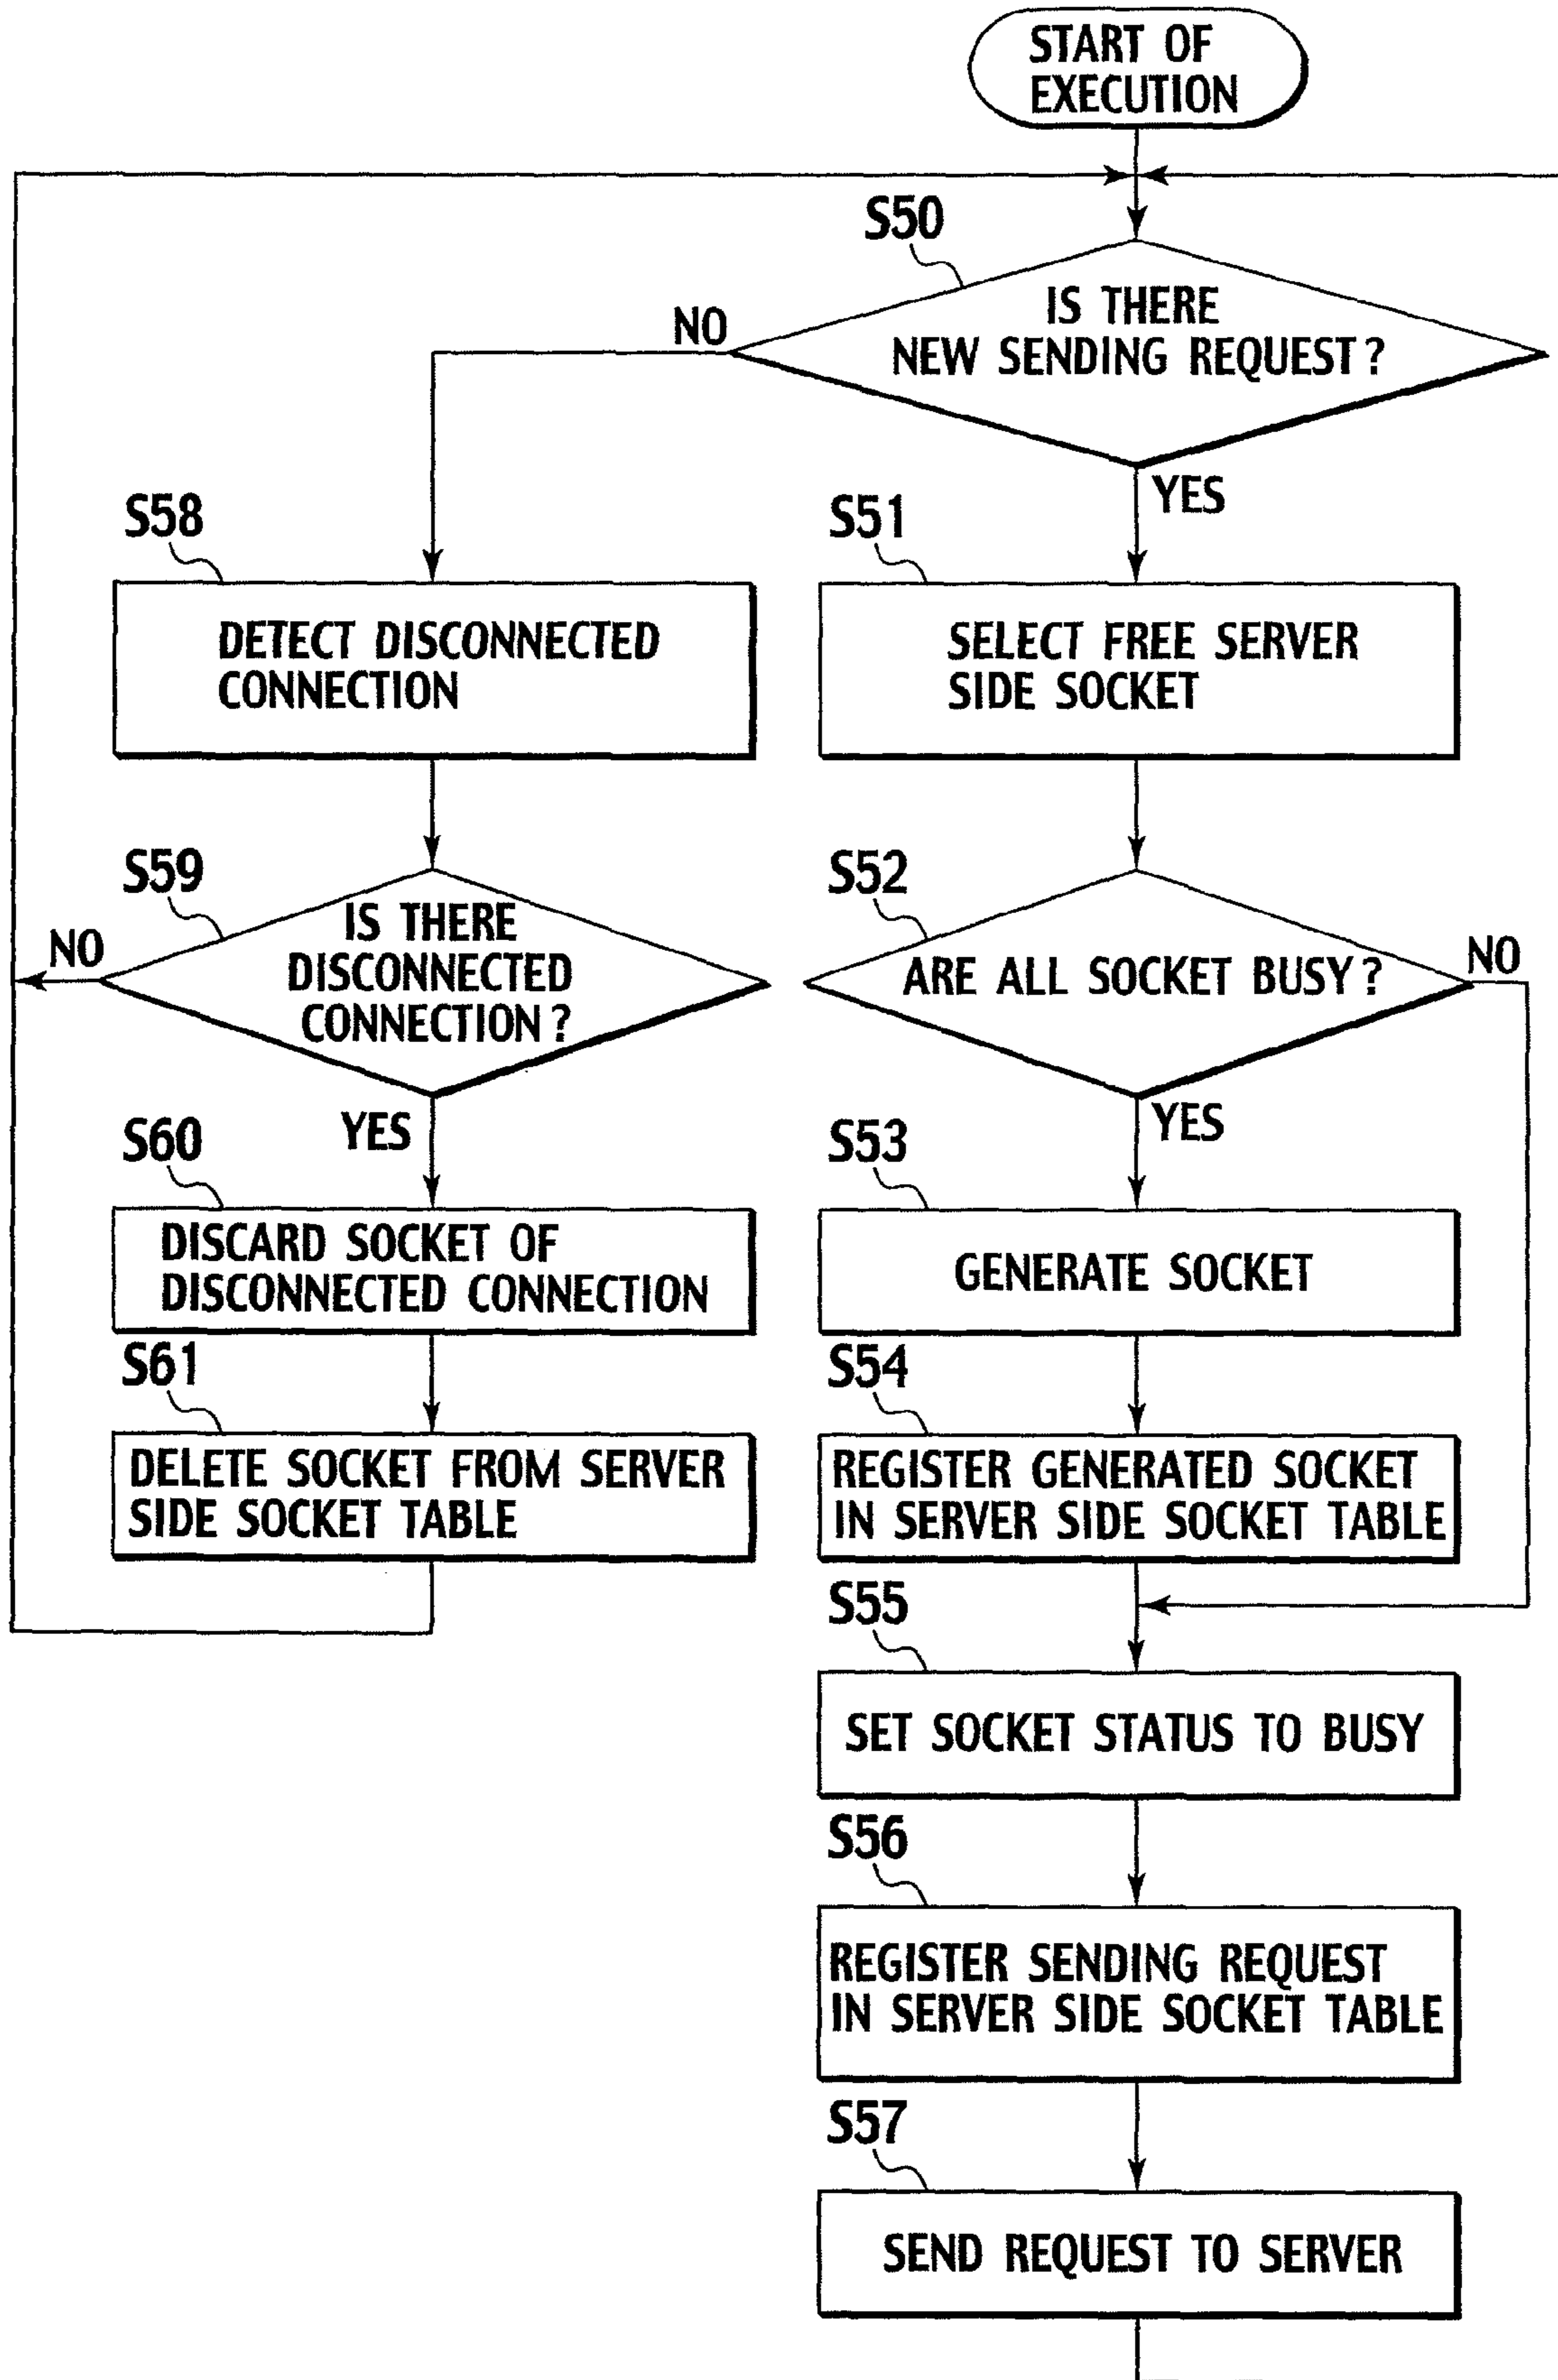 START OF
EXECUTION
S50
IS THERE
NEW SENDING REQUEST?
NO
YES
S58
DETECT DISCONNECTED
CONNECTION
S51
SELECT FREE SERVER
SIDE SOCKET
S59
IS THERE
DISCONNECTED
CONNECTION?
NO
YES
S52
ARE ALL SOCKET BUSY?
NO
YES
S60
DISCARD SOCKET OF
DISCONNECTED CONNECTION
S53
GENERATE SOCKET
S61
DELETE SOCKET FROM SERVER
SIDE SOCKET TABLE
S54
REGISTER GENERATED SOCKET
IN SERVER SIDE SOCKET TABLE
S55
SET SOCKET STATUS TO BUSY
S56
REGISTER SENDING REQUEST
IN SERVER SIDE SOCKET TABLE
S57
SEND REQUEST TO SERVER